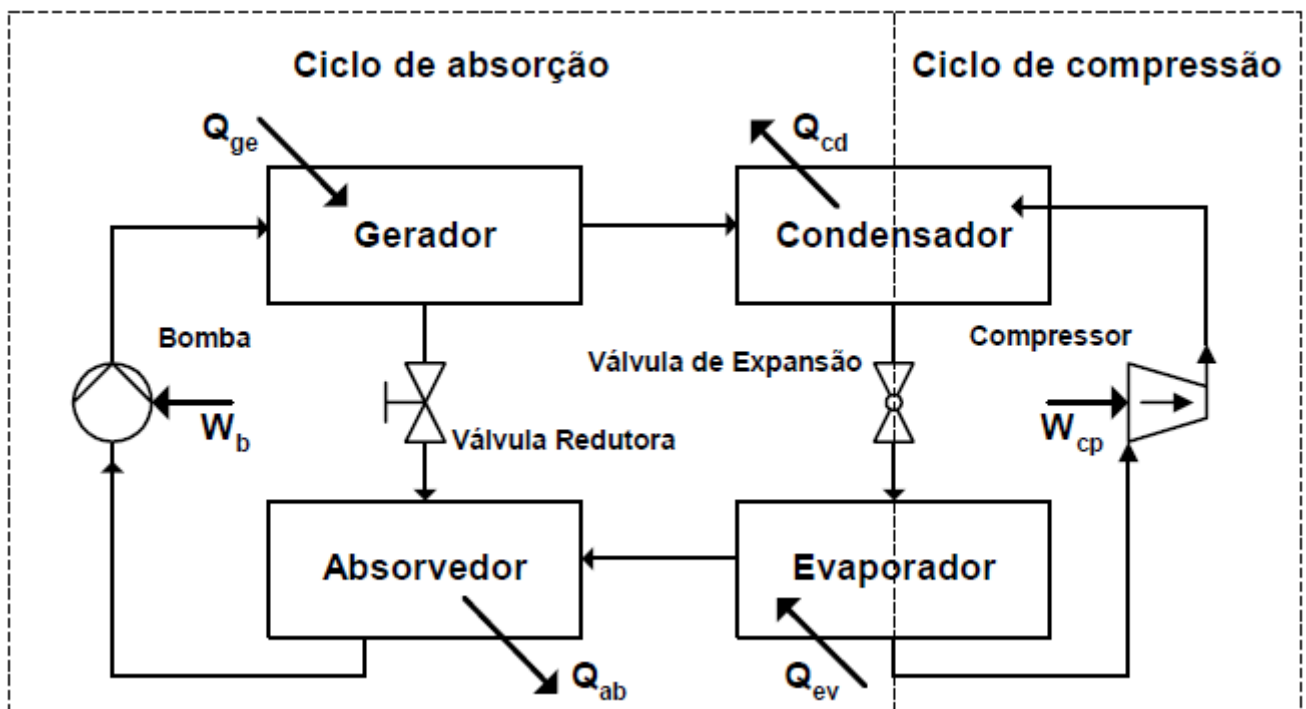 Ciclo de absorção
Ciclo de compressão
Qge
Qcd
Gerador
Condensador
Bomba
Compressor
Válvula de Expansão
Wb
Válvula Redutora
Wcp
Absorvedor
Evaporador
Qab
Qev